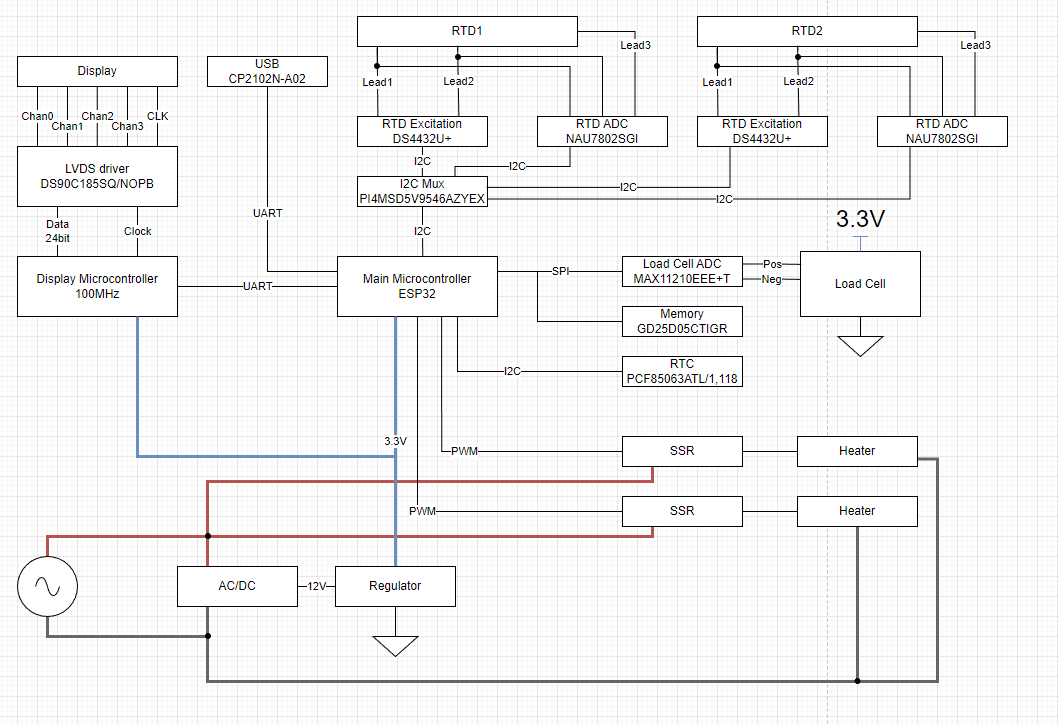 RTD1
RTD2
Lead3
Lead3
Display
USB
CP2102N-A02
Lead1
Lead2
Lead1
Lead2
Chan0
Chan1
Chan2
Chan3
CLK
RTD Excitation
DS4432U+
RTD ADC
NAU7802SGI
RTD Excitation
DS4432U+
RTD ADC
NAU7802SGI
LVDS driver
DS90C185SQ/NOPB
I2C
I2C
I2C Mux
PI4MSD5V9546AZYEX
I2C
I2C
UART
3.3V
Data
24bit
Clock
I2C
Display Microcontroller
100MHz
UART
Main Microcontroller
ESP32
SPI
Load Cell ADC
MAX11210EEE+T
Pos
Neg
Load Cell
Memory
GD25D05CTIGR
I2C
RTC
PCF85063ATL/1,118
3.3V
PWM
SSR
Heater
PWM
SSR
Heater
AC/DC
12V
Regulator